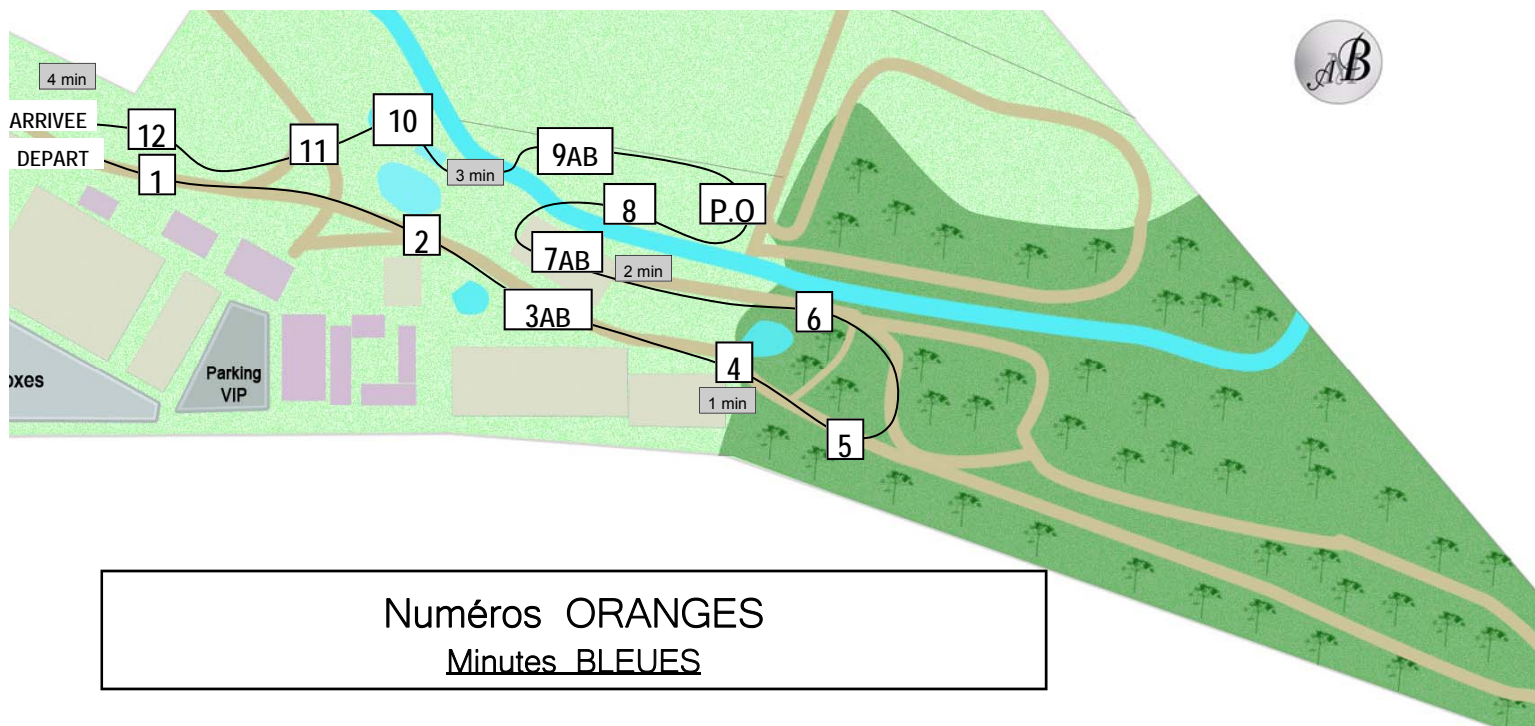 4 min
ARRIVEE
DEPART
12
1
11
10
3 min
9AB
8
P.O
2
7AB
2 min
3AB
6
4
1 min
5
oxes
Parking
VIP
AB
Numéros ORANGES
Minutes BLEUES